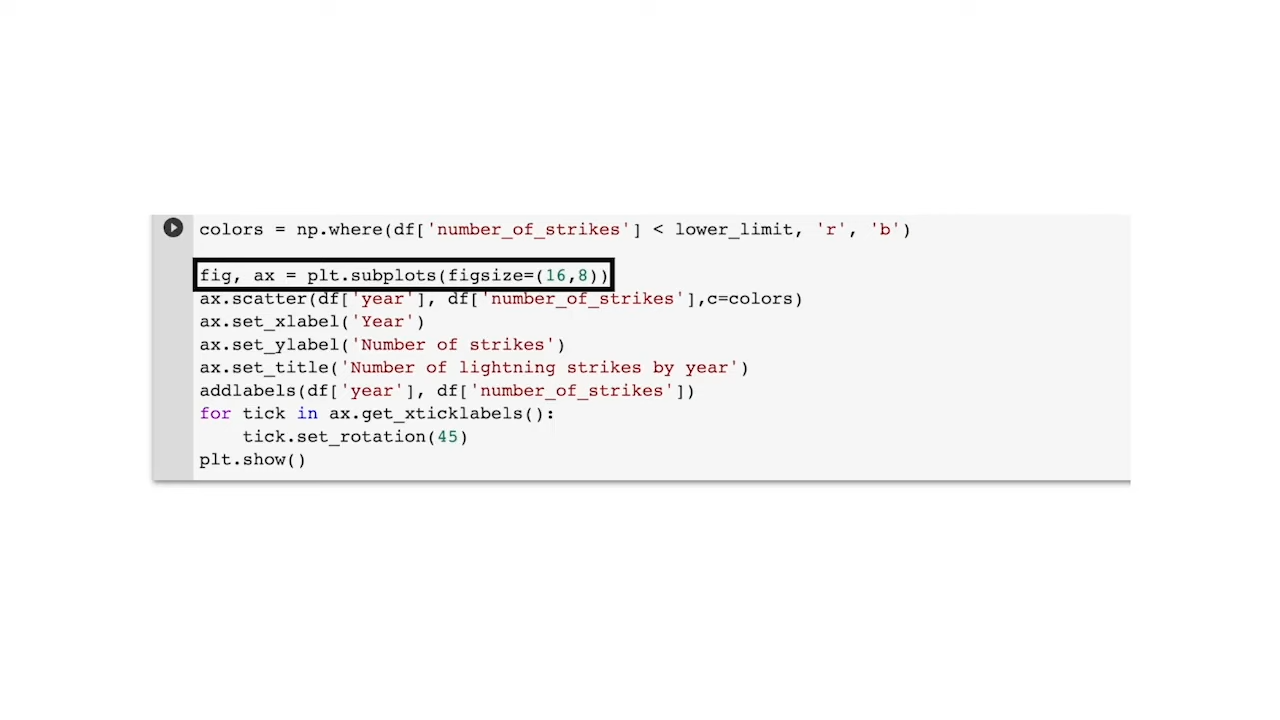 colors = np.where(df['number_of_strikes'] < lower_limit, 'r', 'b')
fig, ax = plt.subplots(figsize=(16,8))
ax.scatter(df['year'], df['number_of_strikes'],c=colors)
ax.set_xlabel('Year')
ax.set_ylabel('Number of strikes')
ax.set_title('Number of lightning strikes by year')
addlabels(df['year'], df['number_of_strikes'])
for tick in ax.get_xticklabels():
    tick.set_rotation(45)
plt.show()